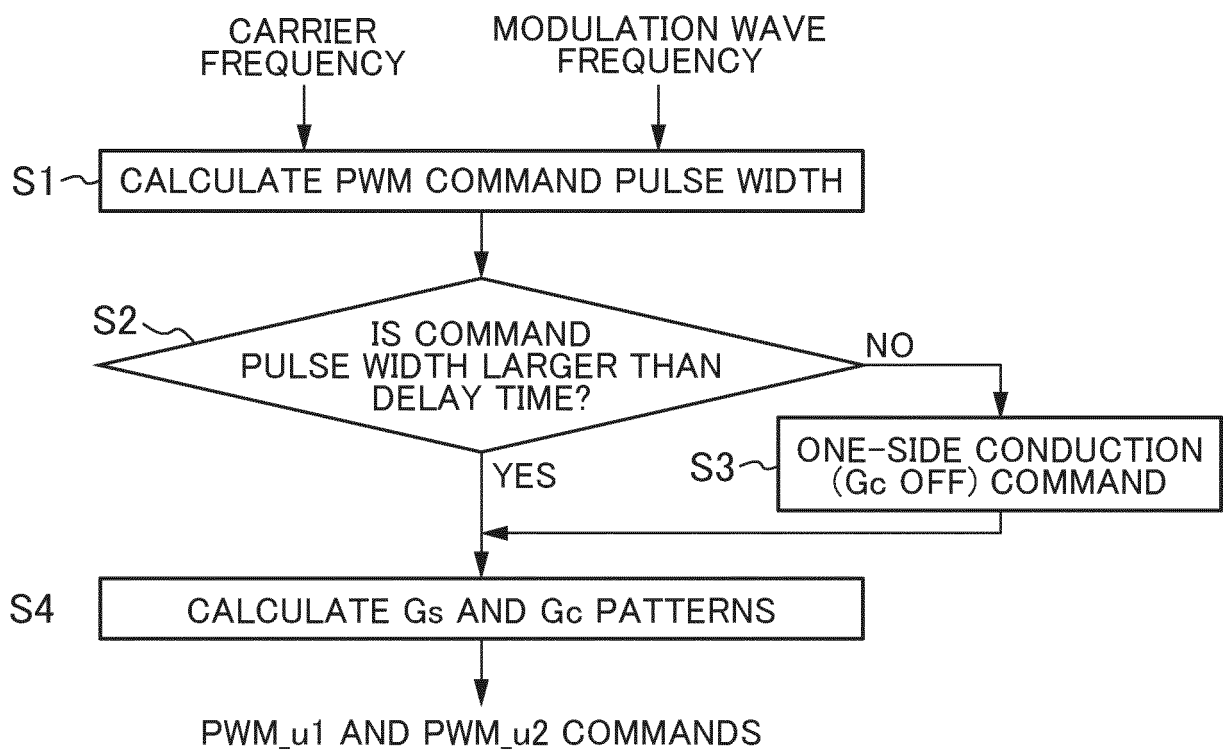 CARRIER
FREQUENCY
MODULATION WAVE
FREQUENCY
S1
CALCULATE PWM COMMAND PULSE WIDTH
S2
IS COMMAND
PULSE WIDTH LARGER THAN
DELAY TIME?
NO
YES
S3
ONE-SIDE CONDUCTION
(Gc OFF) COMMAND
S4
CALCULATE Gs AND Gc PATTERNS
PWM_u1 AND PWM_u2 COMMANDS